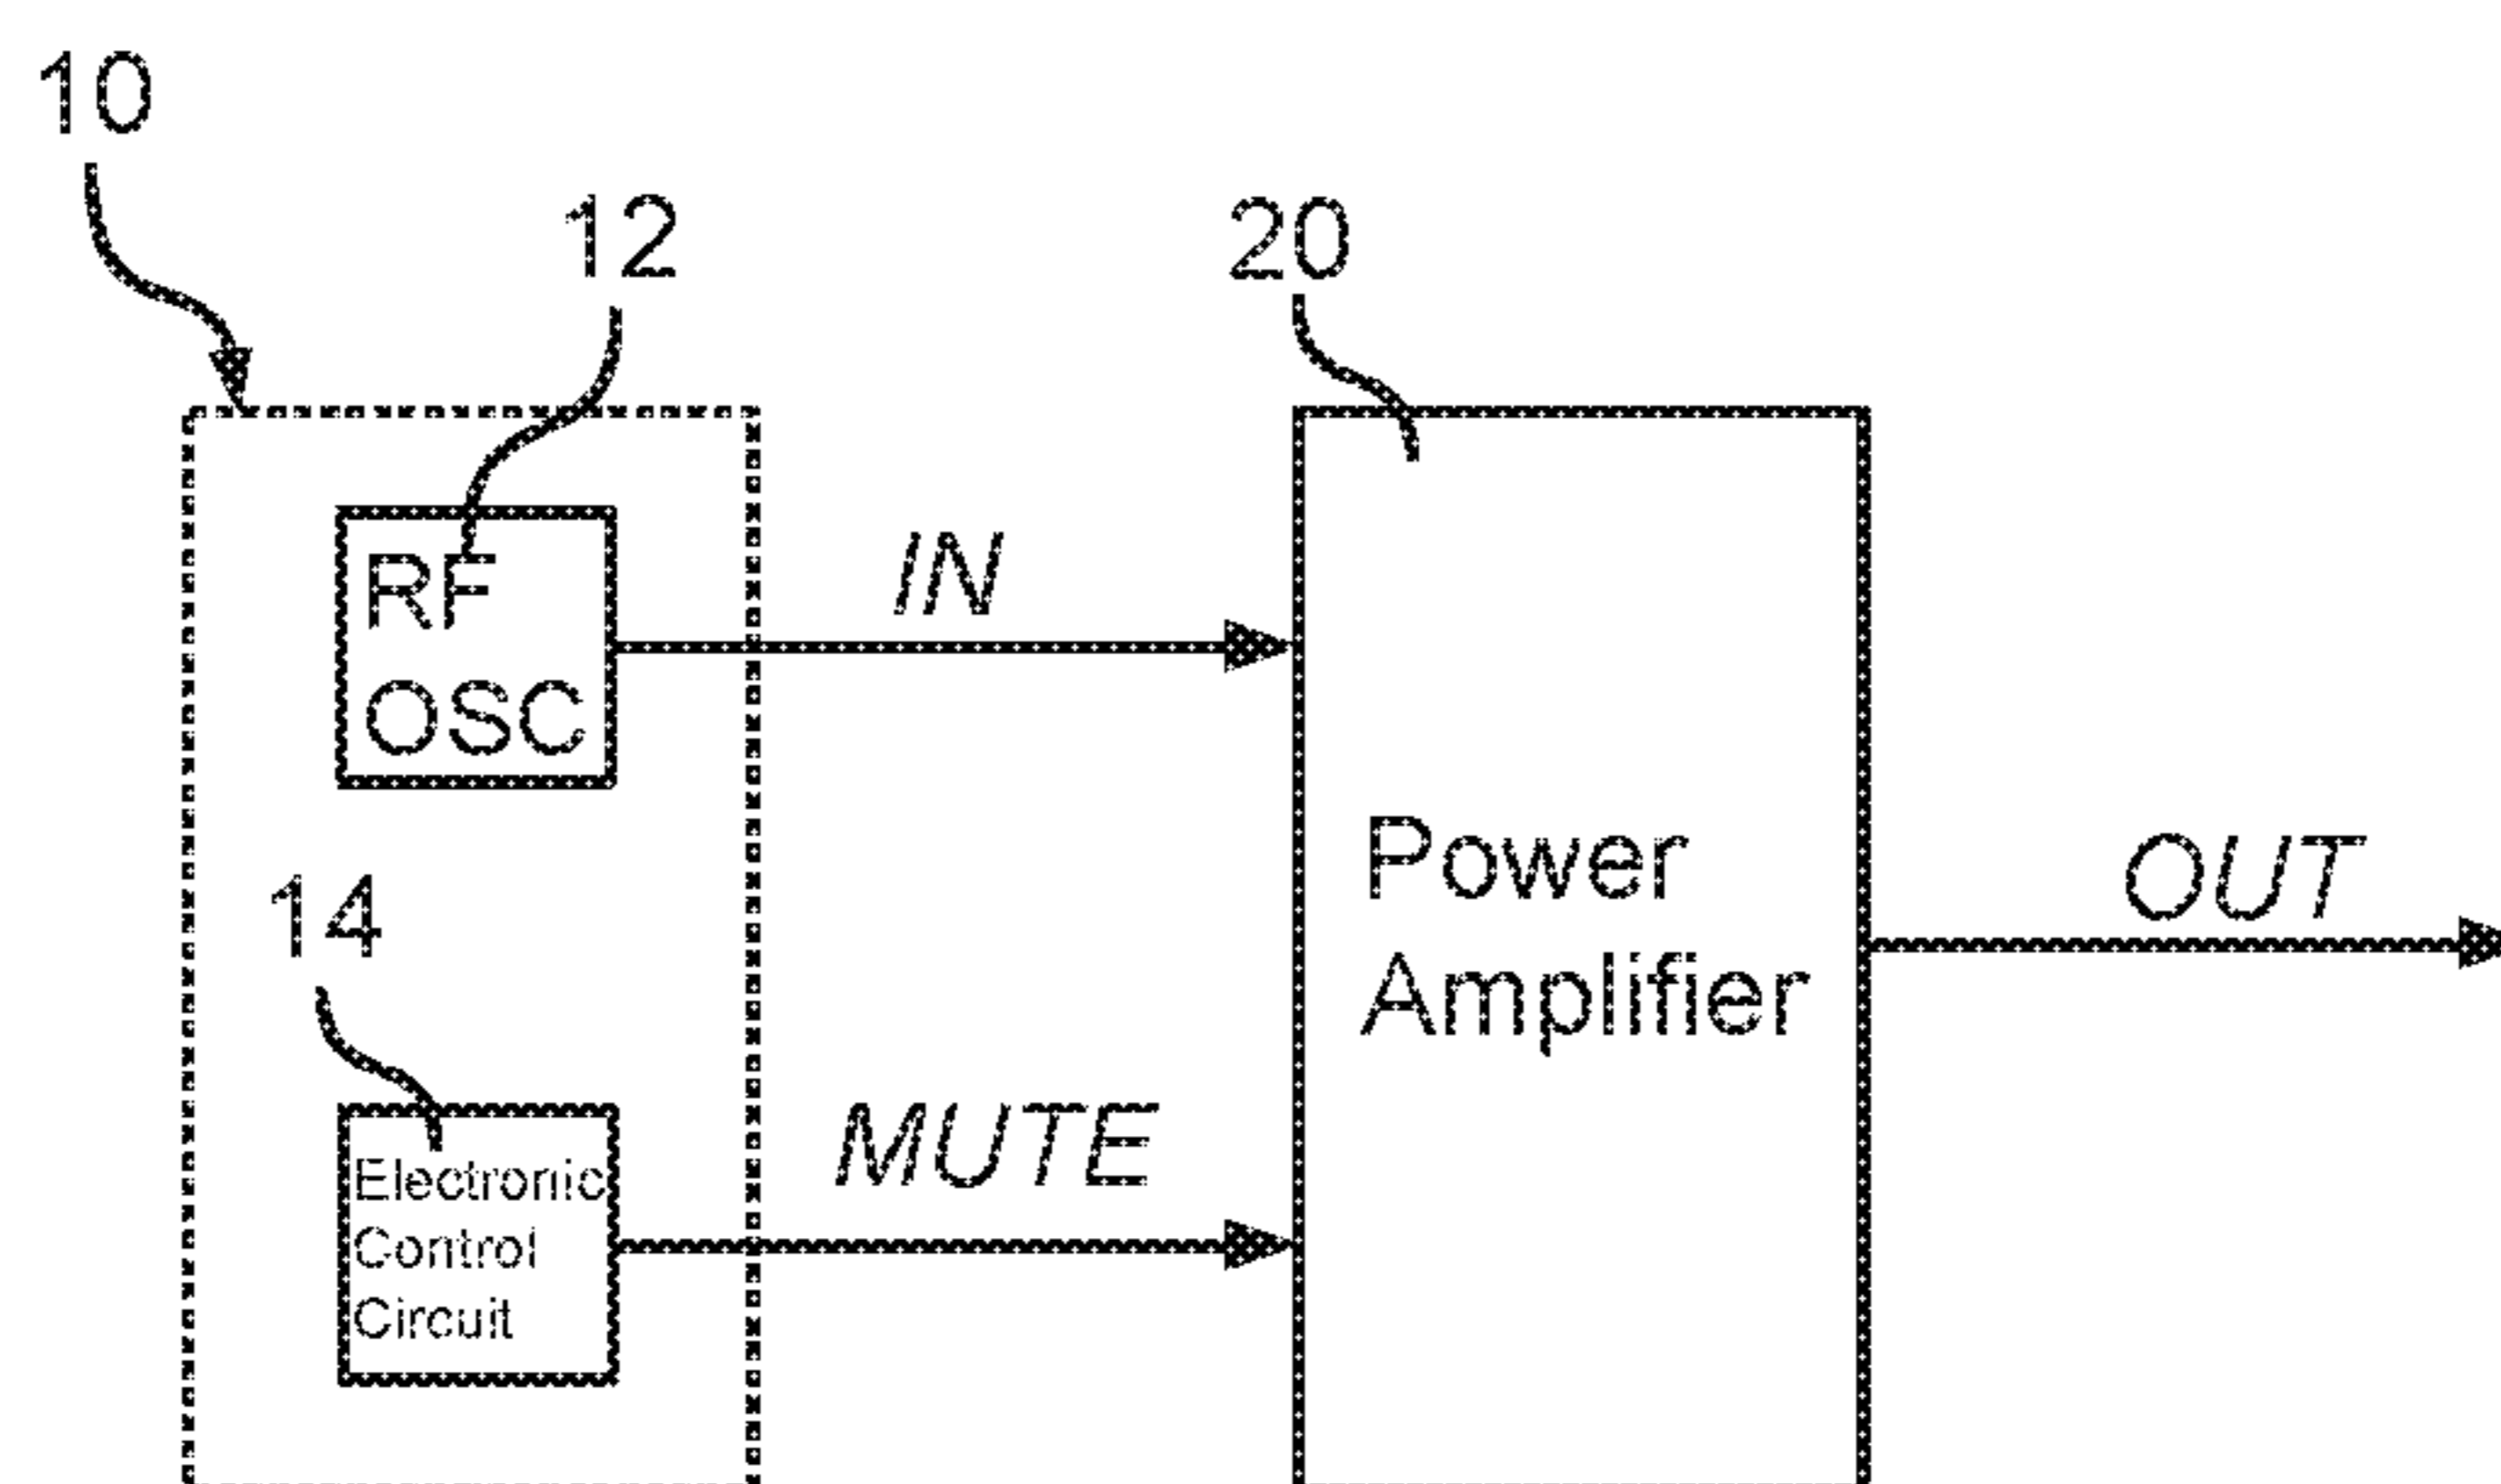 10
12
20
RF
OSC
IN
14
Power
Amplifier
OUT
MUTE
Electronic
Control
Circuit